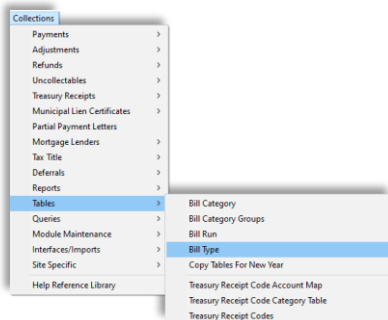 Collections
Payments
Adjustments
Refunds
Uncollectables
Treasury Receipts
Municipal Lien Certificates
Partial Payment Letters
Mortgage Lenders
Tax Title
Deferrals
Reports
Tables
Queries
Module Maintenance
Interfaces/Imports
Site Specific
Help Reference Library
Bill Category
Bill Category Groups
Bill Run
Bill Type
Copy Tables For New Year
Treasury Receipt Code Account Map
Treasury Receipt Code Category Table
Treasury Receipt Codes